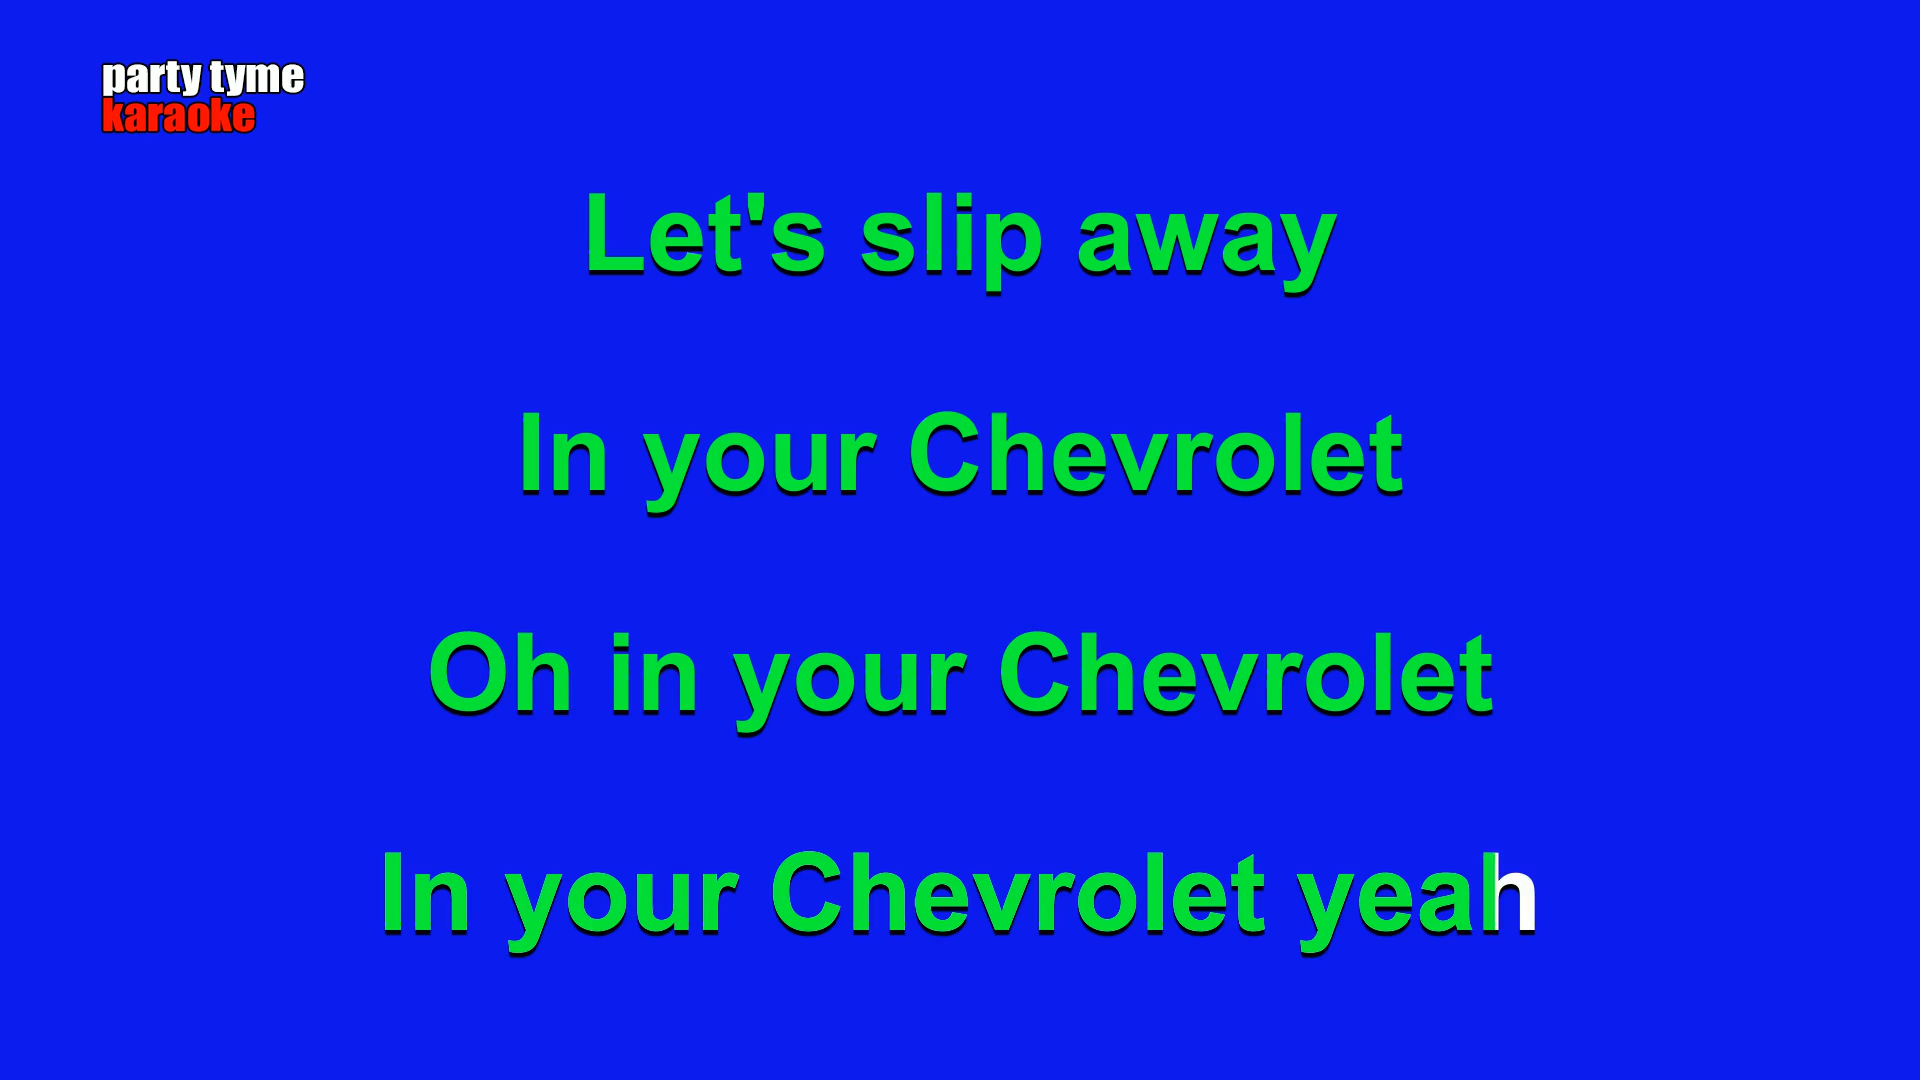 party tyme
karaoke
Let's slip away
In your Chevrolet
Oh in your Chevrolet
In your Chevrolet yeah